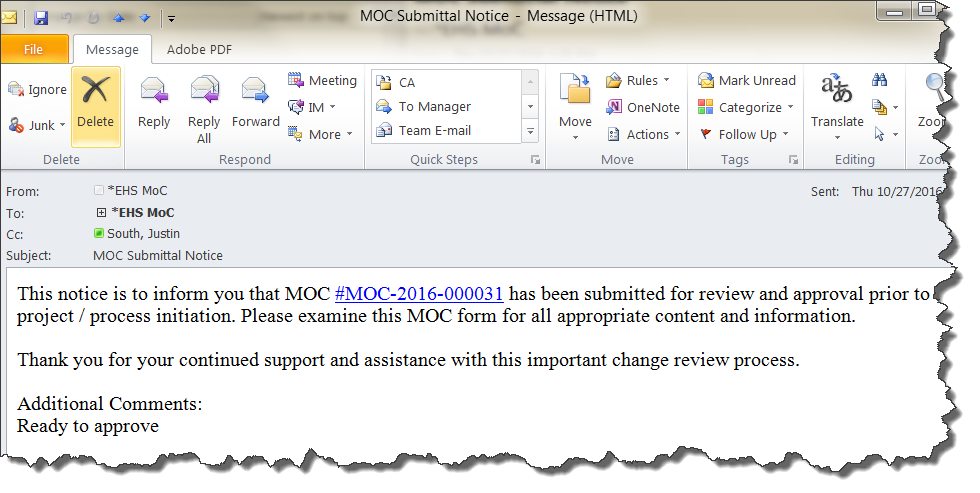 MOC Submittal Notice - Message (HTML)
File Message Adobe PDF
Ignore
Junk
Delete
Reply
Reply All
Forward
Meeting
IM
More
CA
To Manager
Team E-mail
Move
Rules
OneNote
Actions
Mark Unread
Categorize
Follow Up
Translate
Delete Respond Quick Steps Move Tags Editing
From: *EHS MoC
Sent: Thu 10/27/2016
To: *EHS MoC
Cc: South, Justin
Subject: MOC Submittal Notice
This notice is to inform you that MOC #MOC-2016-000031 has been submitted for review and approval prior to
project / process initiation. Please examine this MOC form for all appropriate content and information.
Thank you for your continued support and assistance with this important change review process.
Additional Comments:
Ready to approve